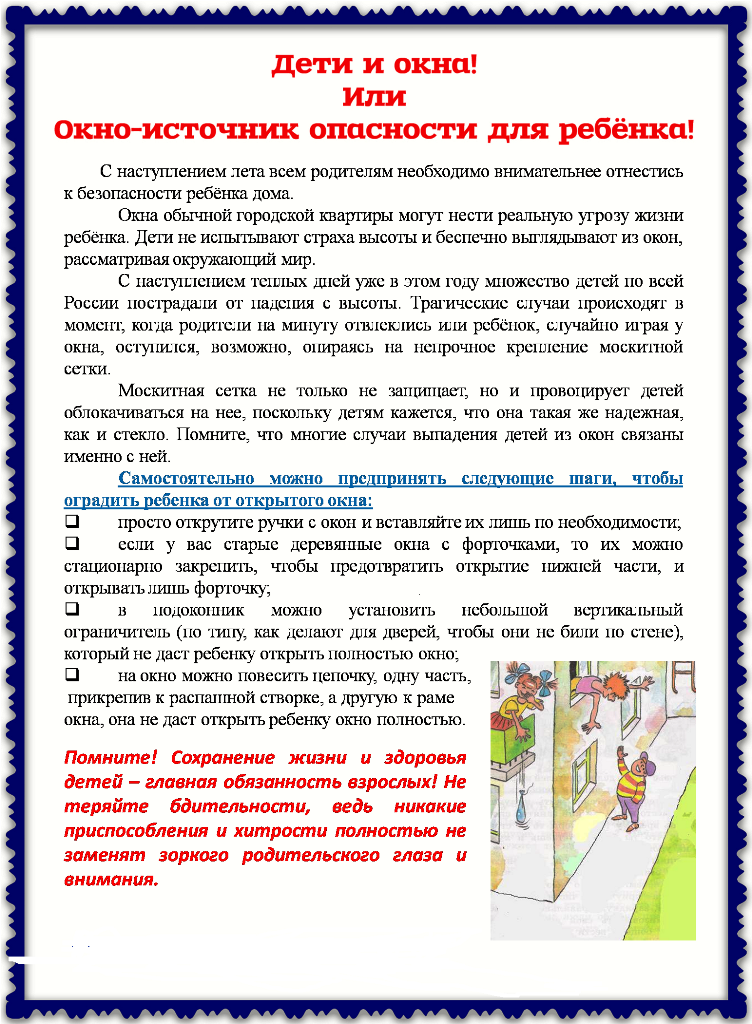 Дети и окна!
Или
Окно-источник опасности для ребёнка!
С наступлением лета всем родителям необходимо внимательнее отнестись
к безопасности ребёнка дома.
Окна обычной городской квартиры могут нести реальную угрозу жизни
ребёнка. Дети не испытывают страха высоты и беспечно выглядывают из окон,
рассматривая окружающий мир.
С наступлением теплых дней уже в этом году множество детей по всей
России пострадали от падения с высоты. Трагические случаи происходят в
момент, когда родители на минуту отвлеклись или ребёнок, случайно играя у
окна, оступился, возможно, опираясь на непрочное крепление москитной
сетки.
Москитная сетка не только не защищает, но и провоцирует детей
облокачиваться на нее, поскольку детям кажется, что она такая же надежная,
как и стекло. Помните, что многие случаи выпадения детей из окон связаны
именно с ней.
Самостоятельно можно предпринять следующие шаги, чтобы
оградить ребенка от открытого окна:
❑ просто открутите ручки с окон и вставляйте их лишь по необходимости;
❑ если у вас старые деревянные окна с форточками, то их можно
стационарно закрепить, чтобы предотвратить открытие нижней части, и
открывать лишь форточку;
❑ в подоконник можно установить небольшой вертикальный
ограничитель (по типу, как делают для дверей, чтобы они не били по стене),
который не даст ребенку открыть полностью окно;
❑ на окно можно повесить цепочку, одну часть,
прикрепив к распашной створке, а другую к раме
окна, она не даст открыть ребенку окно полностью.
Помните! Сохранение жизни и здоровья
детей – главная обязанность взрослых! Не
теряйте бдительности, ведь никакие
приспособления и хитрости полностью не
заменят зоркого родительского глаза и
внимания.